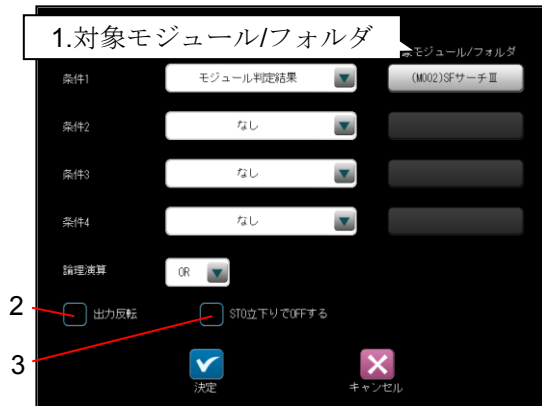 1.対象モジュール/フォルダ
象モジュール/フォルダ
条件1 モジュール判定結果 (M002)SFサーチⅢ
条件2 なし
条件3 なし
条件4 なし
論理演算 OR
2 出力反転 STO立下りでOFFする
3
決定 キャンセル